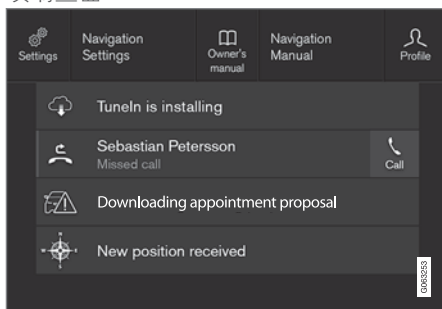 Settings
Navigation
Settings
Owner's
manual
Navigation
Manual
Profile
TuneIn is installing
Sebastian Petersson
Missed call
Call
Downloading appointment proposal
New position received
G063253